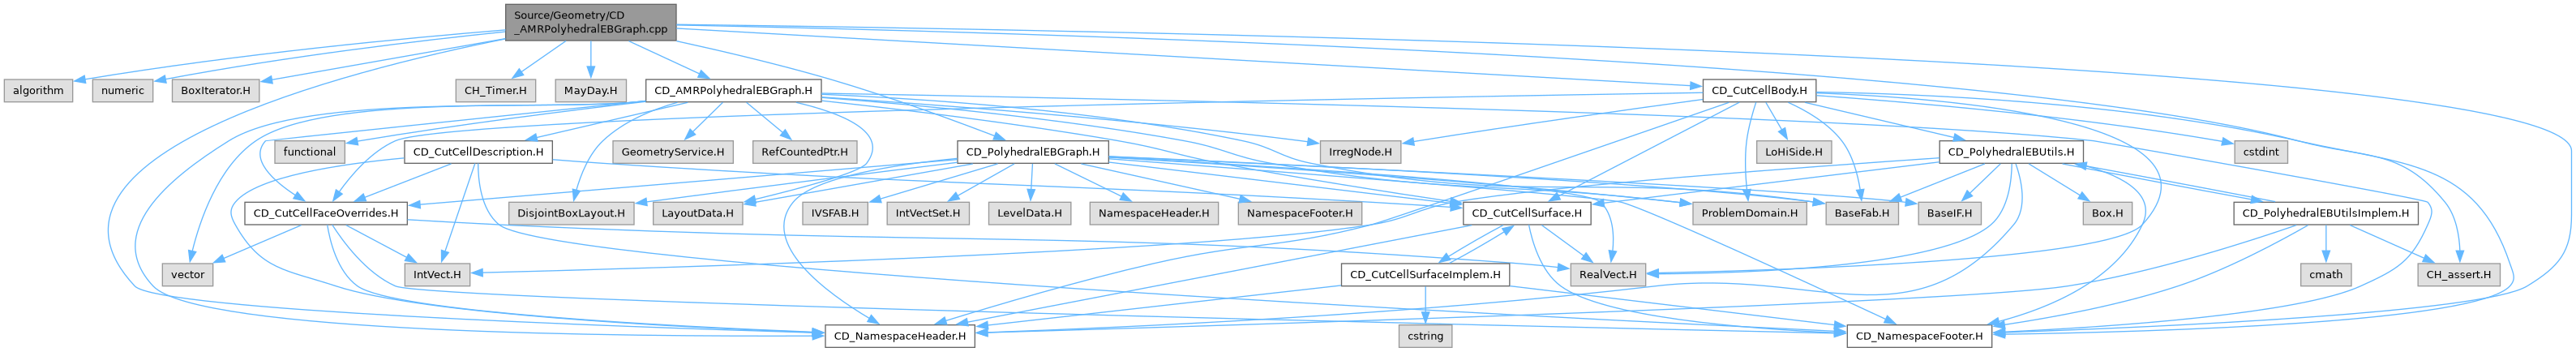 Source/Geometry/CD
_AMRPolyhedralEBGraph.cpp
algorithm
numeric
BoxIterator.H
CH_Timer.H
MayDay.H
CD_AMRPolyhedralEBGraph.H
CD_CutCellBody.H
functional
CD_CutCellDescription.H
GeometryService.H
RefCountedPtr.H
CD_PolyhedralEBGraph.H
IrregNode.H
LoHiSide.H
CD_PolyhedralEBUtils.H
cstdint
CD_CutCellFaceOverrides.H
DisjointBoxLayout.H
LayoutData.H
IVSFAB.H
IntVectSet.H
LevelData.H
NamespaceHeader.H
NamespaceFooter.H
CD_CutCellSurface.H
ProblemDomain.H
BaseFab.H
BaseIF.H
Box.H
CD_PolyhedralEBUtilsImplem.H
vector
IntVect.H
CD_CutCellSurfaceImplem.H
RealVect.H
cmath
CH_assert.H
CD_NamespaceHeader.H
cstring
CD_NamespaceFooter.H